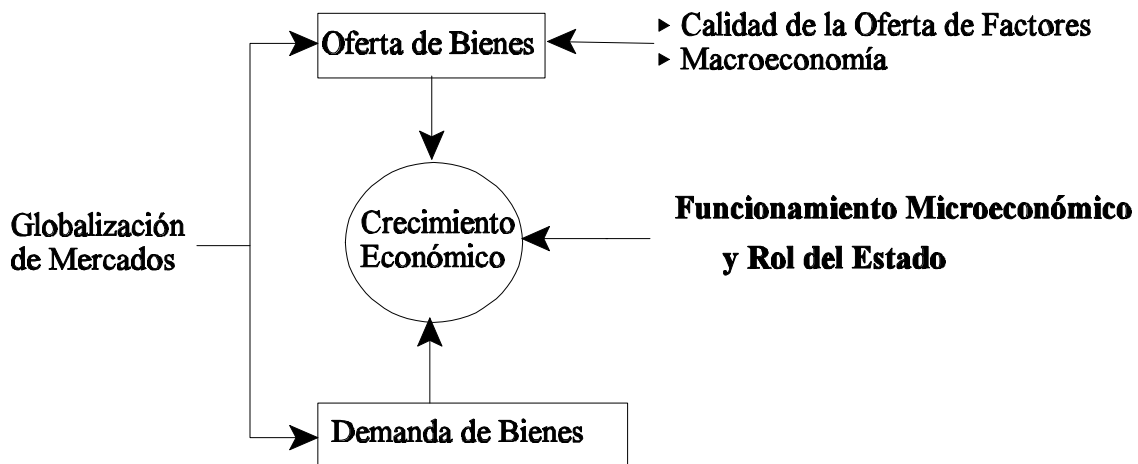 Oferta de Bienes
‣ Calidad de la Oferta de Factores
‣ Macroeconomía
Globalización
de Mercados
Crecimiento
Económico
Funcionamiento Microeconómico
y Rol del Estado
Demanda de Bienes